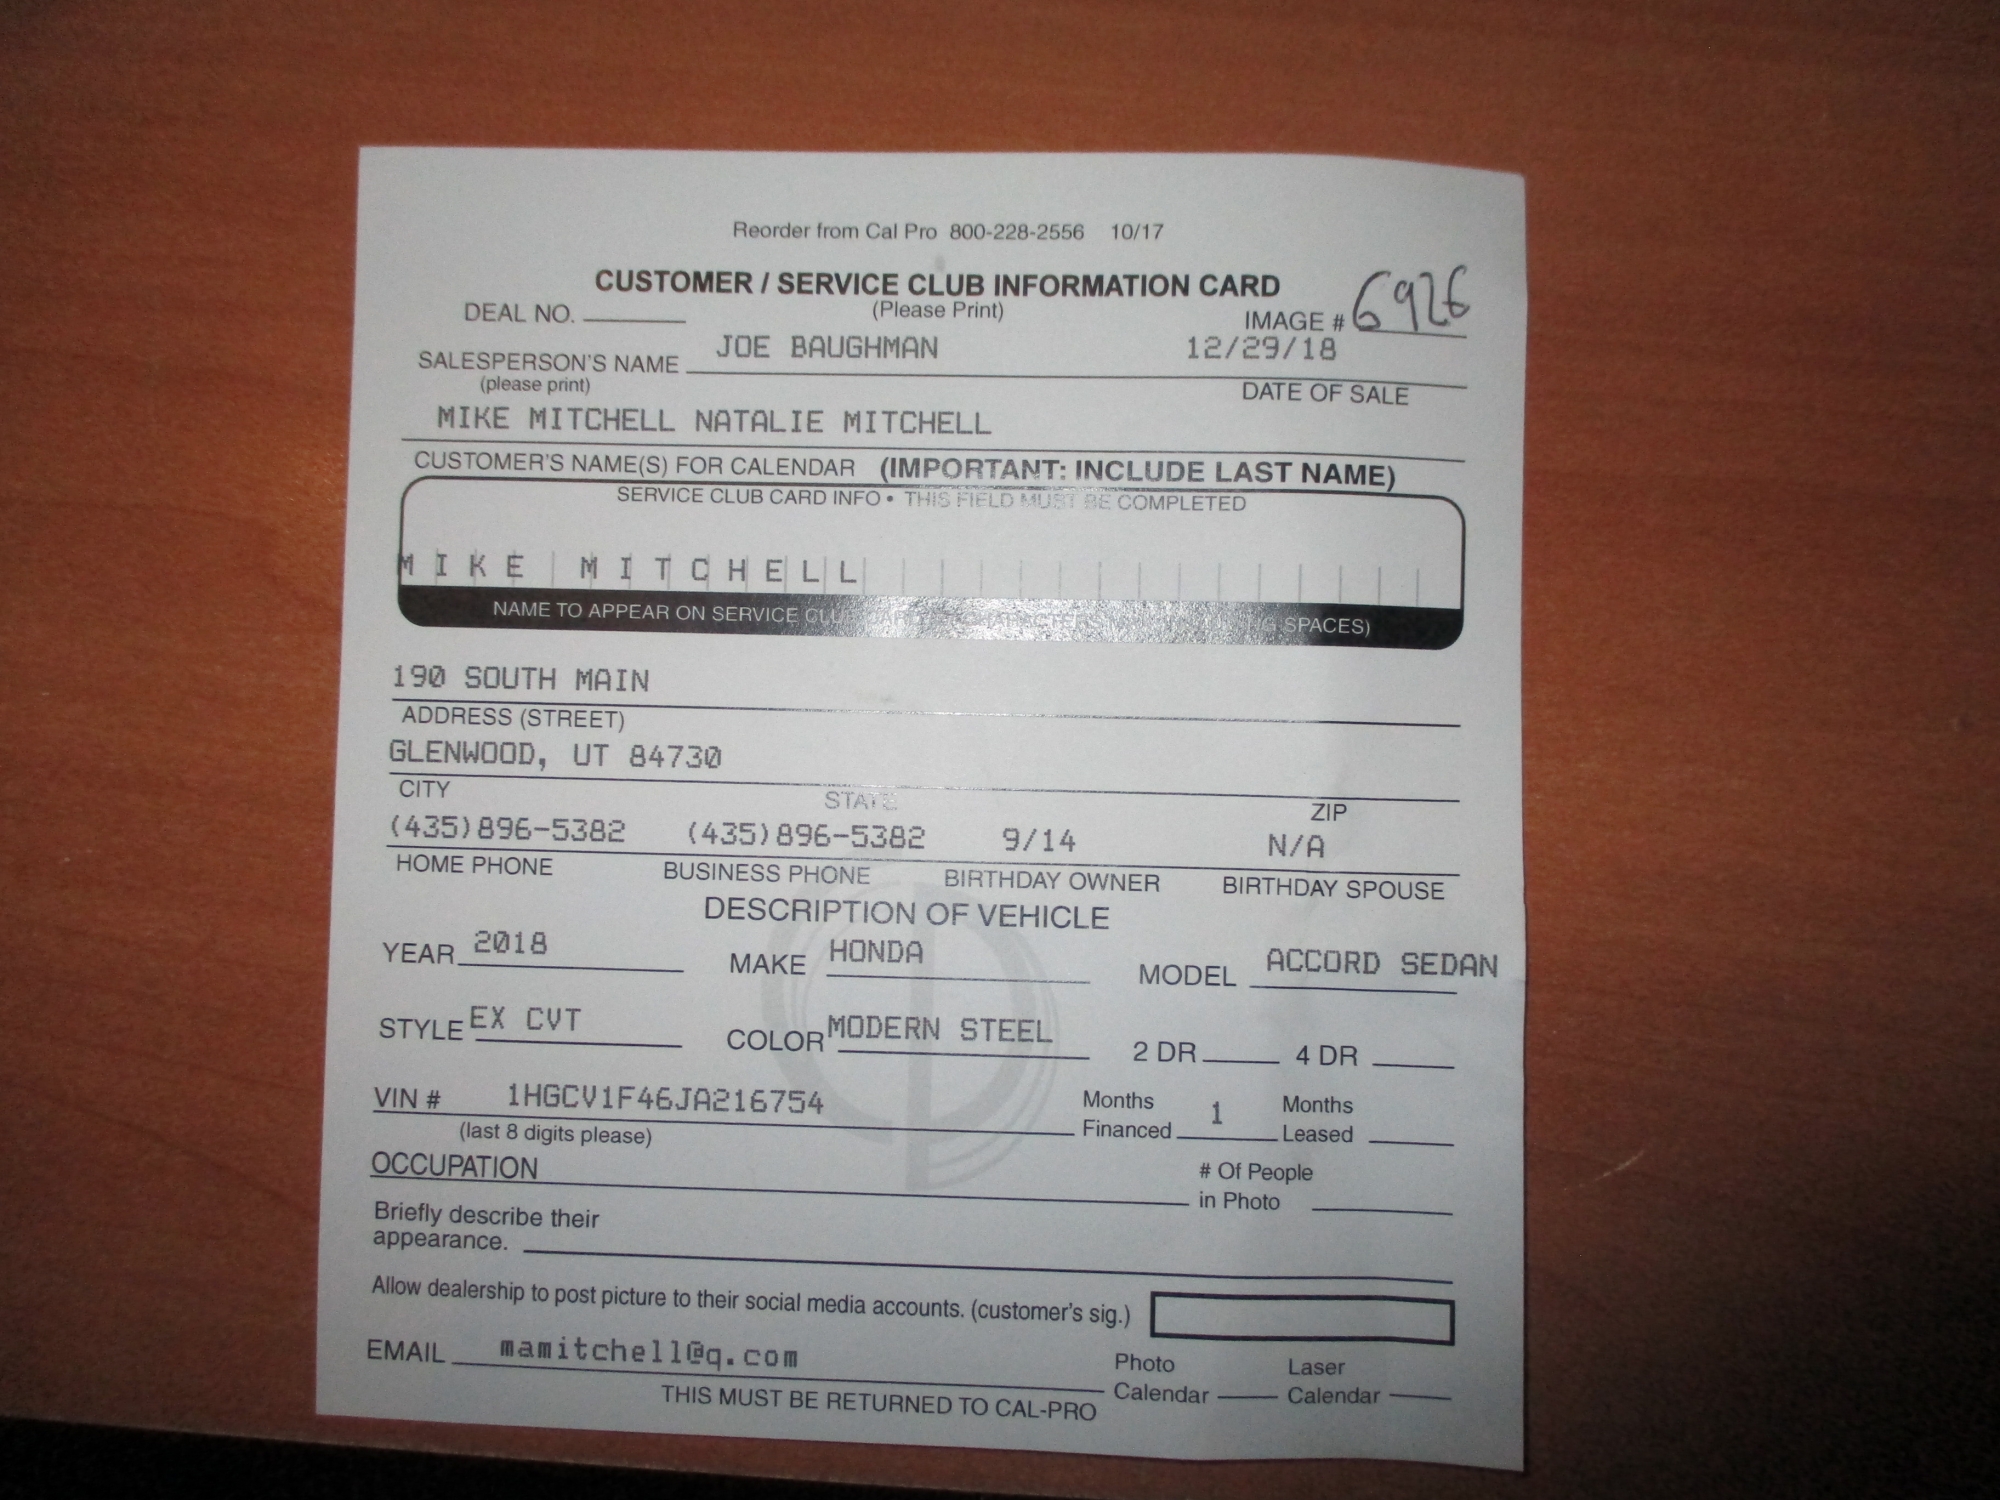 Reorder from Cal Pro 800-228-2556 10/17
CUSTOMER / SERVICE CLUB INFORMATION CARD
(Please Print)
DEAL NO. IMAGE # 6926
JOE BAUGHMAN 12/29/18
SALESPERSON'S NAME
(please print) DATE OF SALE
MIKE MITCHELL NATALIE MITCHELL
CUSTOMER'S NAME(S) FOR CALENDAR (IMPORTANT: INCLUDE LAST NAME)
SERVICE CLUB CARD INFO • THIS FIELD MUST BE COMPLETED
MIKE MITCHELL
NAME TO APPEAR ON SERVICE CLUB SPACES)
190 SOUTH MAIN
ADDRESS (STREET)
GLENWOOD, UT 84730
CITY STATE ZIP
(435)896-5382 (435)896-5382 9/14 N/A
HOME PHONE BUSINESS PHONE BIRTHDAY OWNER BIRTHDAY SPOUSE
DESCRIPTION OF VEHICLE
YEAR 2018 MAKE HONDA MODEL ACCORD SEDAN
STYLE EX CVT COLOR MODERN STEEL 2 DR 4 DR
VIN # 1HGCV1F46JA216754 Months Financed 1 Months Leased
(last 8 digits please)
OCCUPATION # Of People in Photo
Briefly describe their
appearance.
Allow dealership to post picture to their social media accounts. (customer's sig.)
EMAIL mamitchell@q.com Photo Calendar Laser Calendar
THIS MUST BE RETURNED TO CAL-PRO